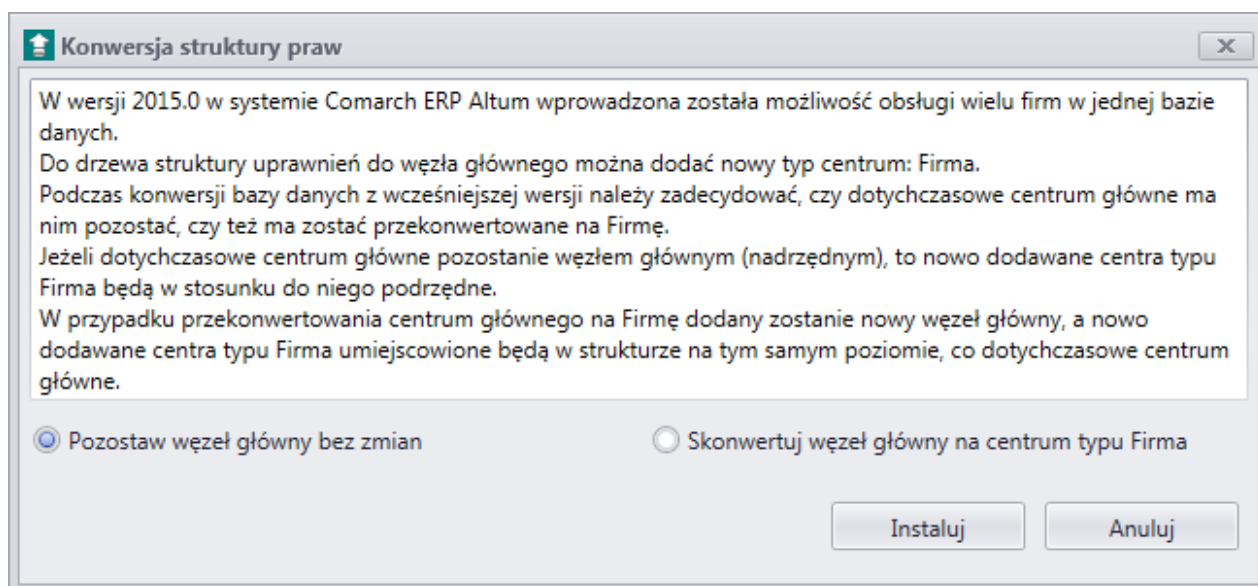 Konwersja struktury praw
W wersji 2015.0 w systemie Comarch ERP Altum wprowadzona została możliwość obsługi wielu firm w jednej bazie
danych.
Do drzewa struktury uprawnień do węzła głównego można dodać nowy typ centrum: Firma.
Podczas konwersji bazy danych z wcześniejszej wersji należy zadecydować, czy dotychczasowe centrum główne ma
nim pozostać, czy też ma zostać przekonwertowane na Firmę.
Jeżeli dotychczasowe centrum główne pozostanie węzłem głównym (nadrzędnym), to nowo dodawane centra typu
Firma będą w stosunku do niego podrzędne.
W przypadku przekonwertowania centrum głównego na Firmę dodany zostanie nowy węzeł główny, a nowo
dodawane centra typu Firma umiejscowione będą w strukturze na tym samym poziomie, co dotychczasowe centrum
główne.
Pozostaw węzeł główny bez zmian Skonwertuj węzeł główny na centrum typu Firma
Instaluj Anuluj